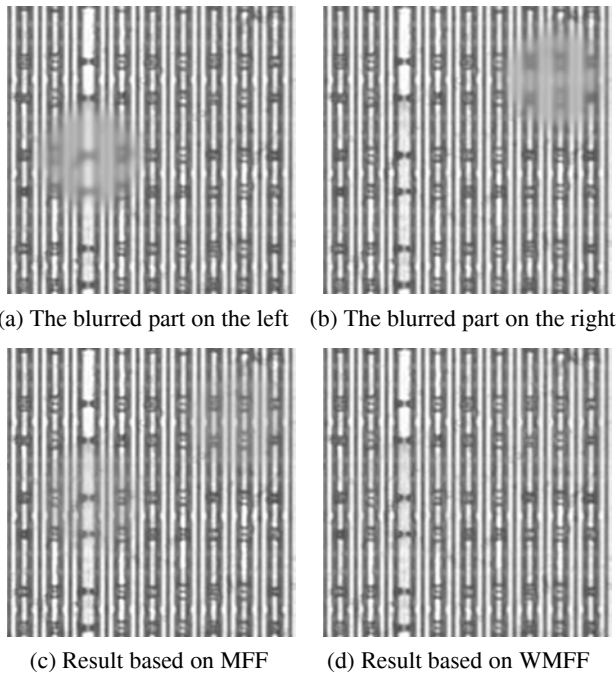 (a) The blurred part on the left (b) The blurred part on the right
(c) Result based on MFF (d) Result based on WMFF